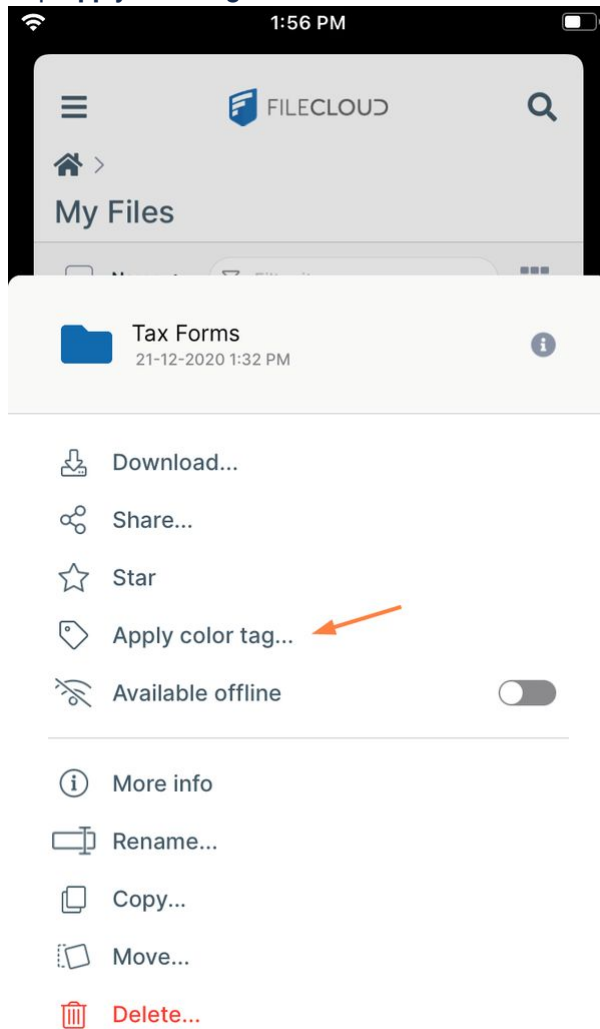 1:56 PM
FILECLOUD
My Files
Tax Forms
21-12-2020 1:32 PM
Download...
Share...
Star
Apply color tag...
Available offline
More info
Rename...
Copy...
Move...
Delete...